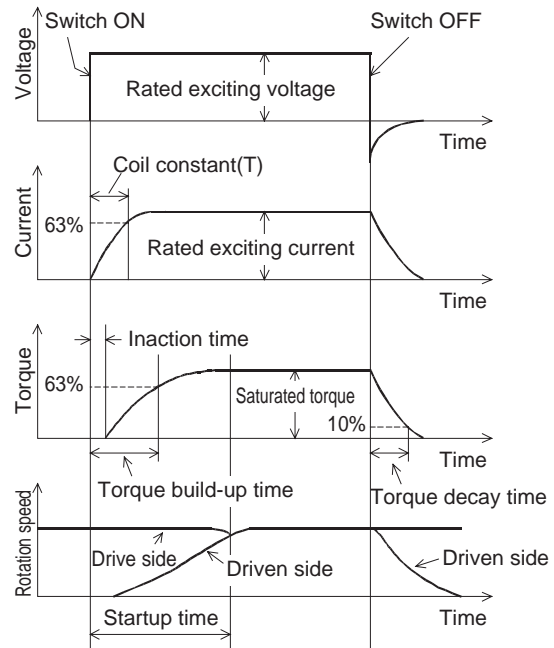 Switch ON
Switch OFF
Voltage
Rated exciting voltage
Time
Coil constant(T)
Current
63%
Rated exciting current
Time
Inaction time
Torque
63%
Saturated torque
10%
Time
Torque build-up time
Torque decay time
Rotation speed
Drive side
Driven side
Driven side
Startup time
Time